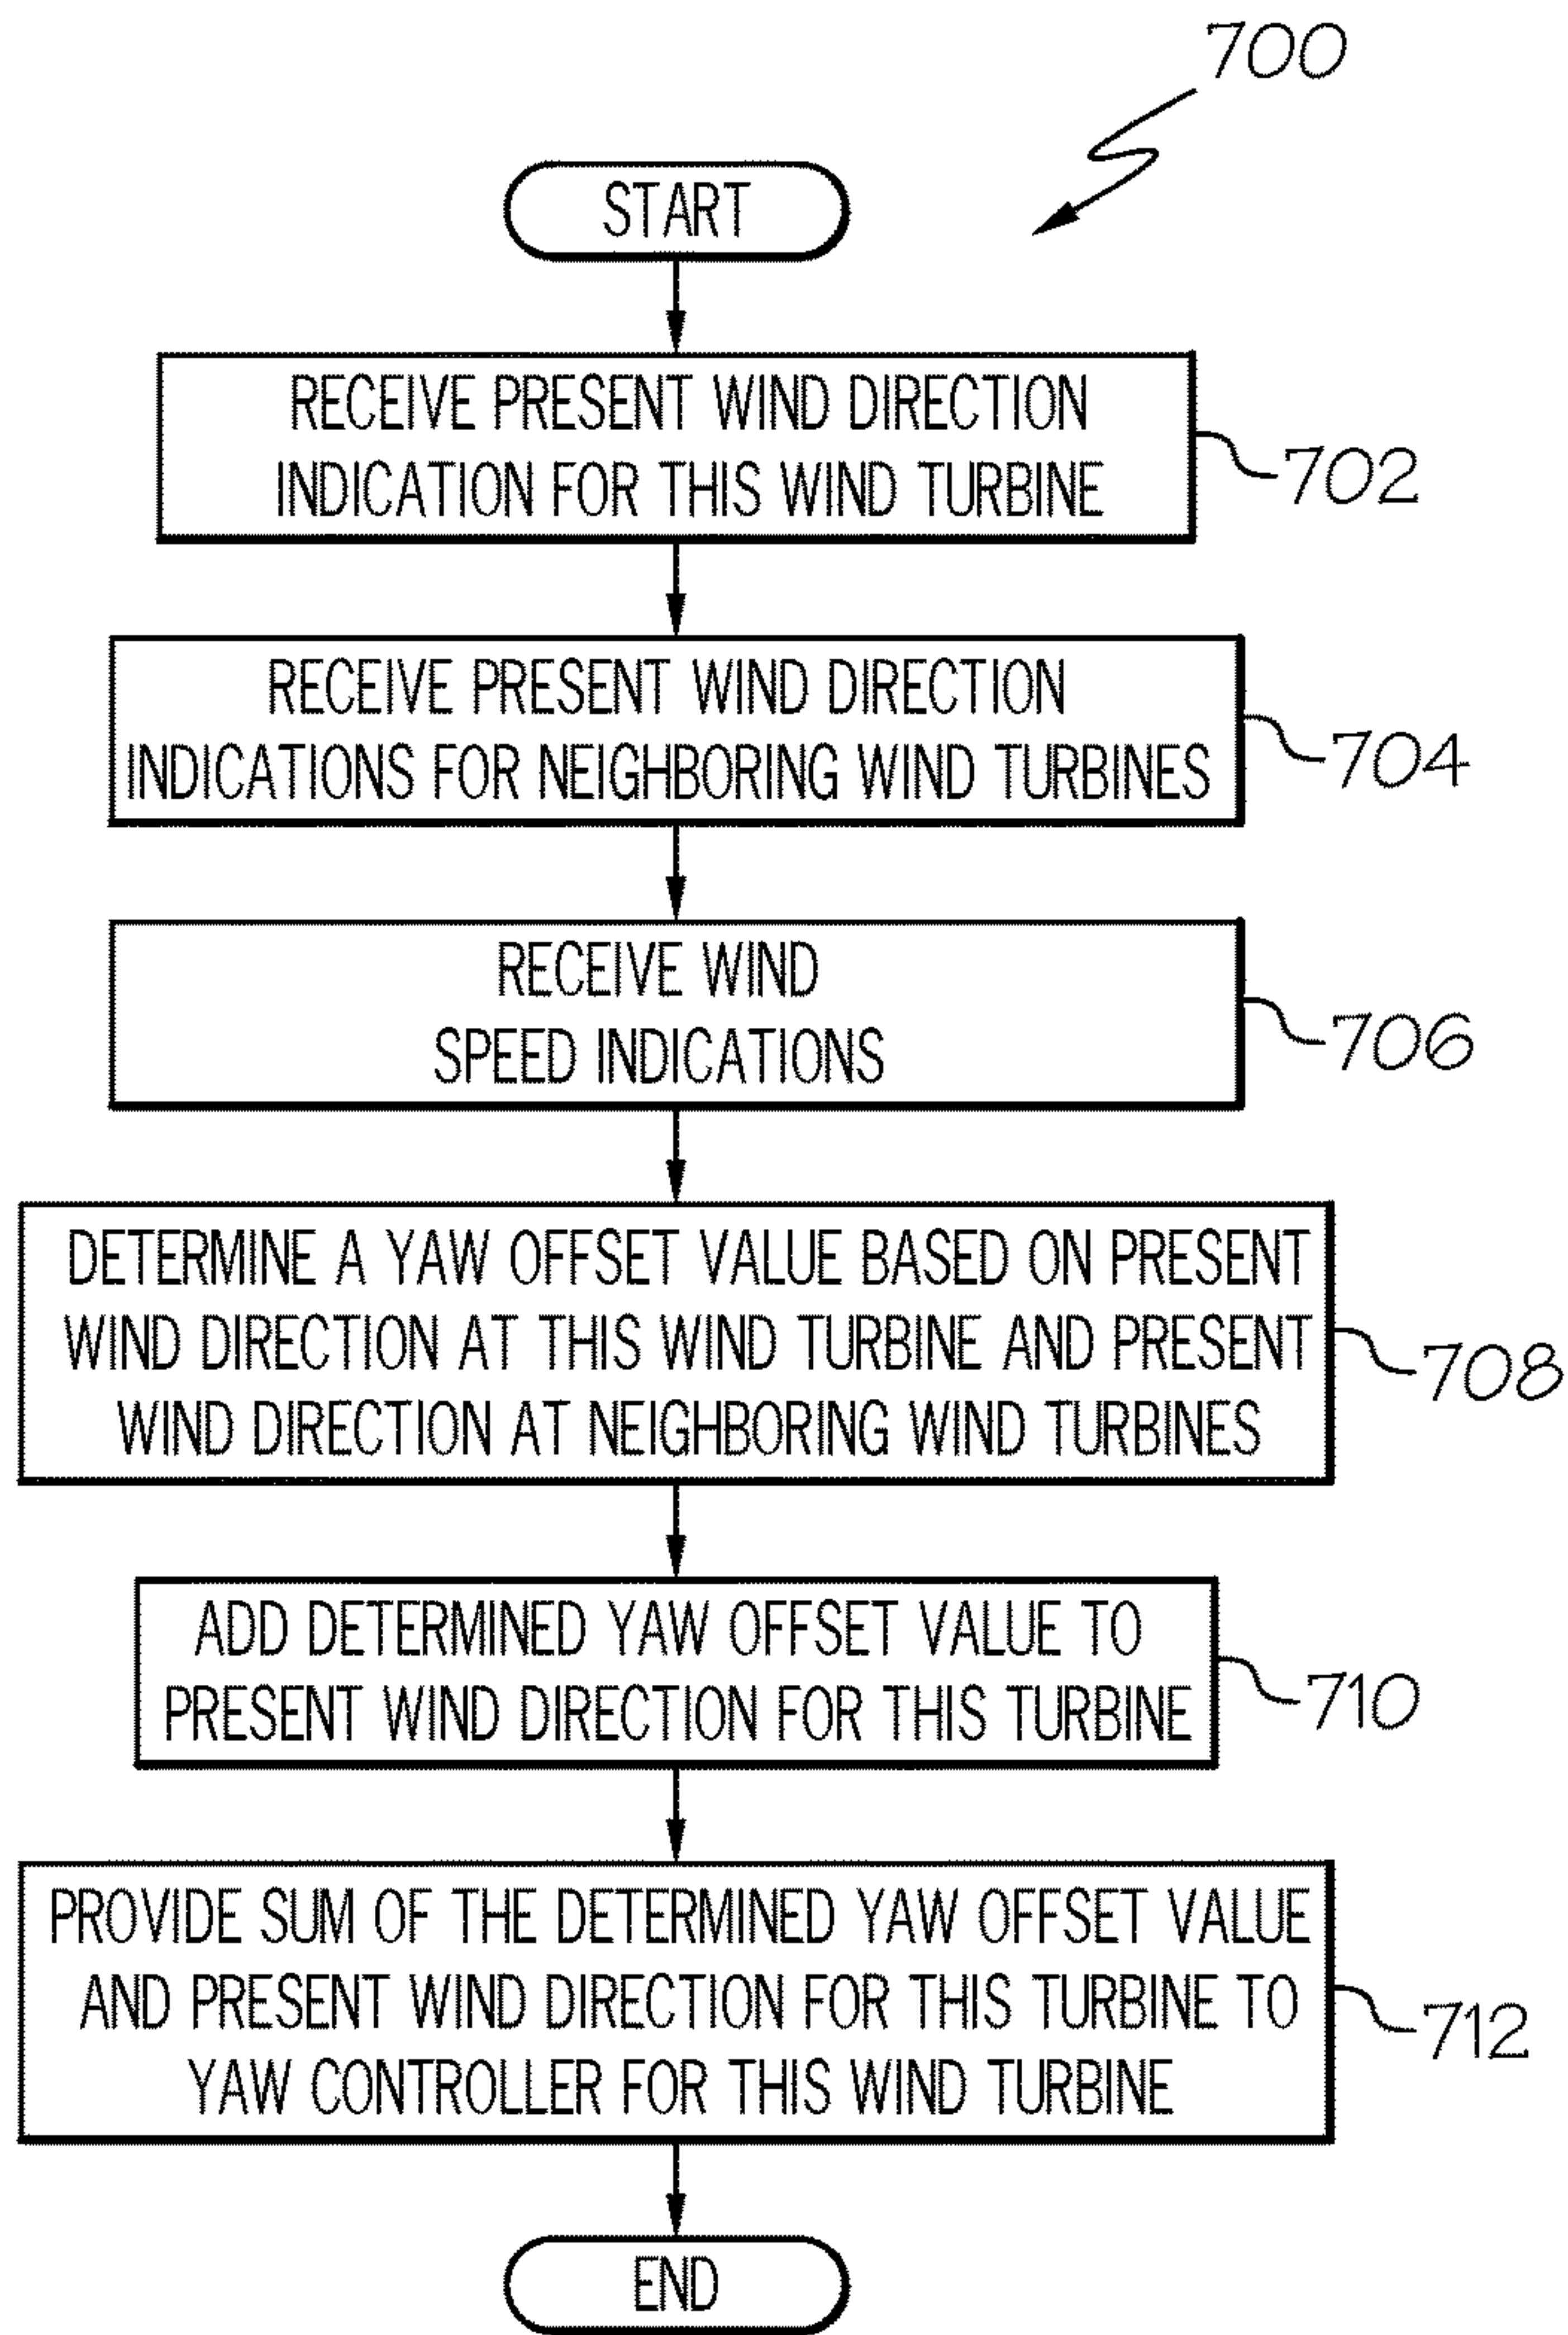 700
START
RECEIVE PRESENT WIND DIRECTION
INDICATION FOR THIS WIND TURBINE
702
RECEIVE PRESENT WIND DIRECTION
INDICATIONS FOR NEIGHBORING WIND TURBINES
704
RECEIVE WIND
SPEED INDICATIONS
706
DETERMINE A YAW OFFSET VALUE BASED ON PRESENT
WIND DIRECTION AT THIS WIND TURBINE AND PRESENT
WIND DIRECTION AT NEIGHBORING WIND TURBINES
708
ADD DETERMINED YAW OFFSET VALUE TO
PRESENT WIND DIRECTION FOR THIS TURBINE
710
PROVIDE SUM OF THE DETERMINED YAW OFFSET VALUE
AND PRESENT WIND DIRECTION FOR THIS TURBINE TO
YAW CONTROLLER FOR THIS WIND TURBINE
712
END